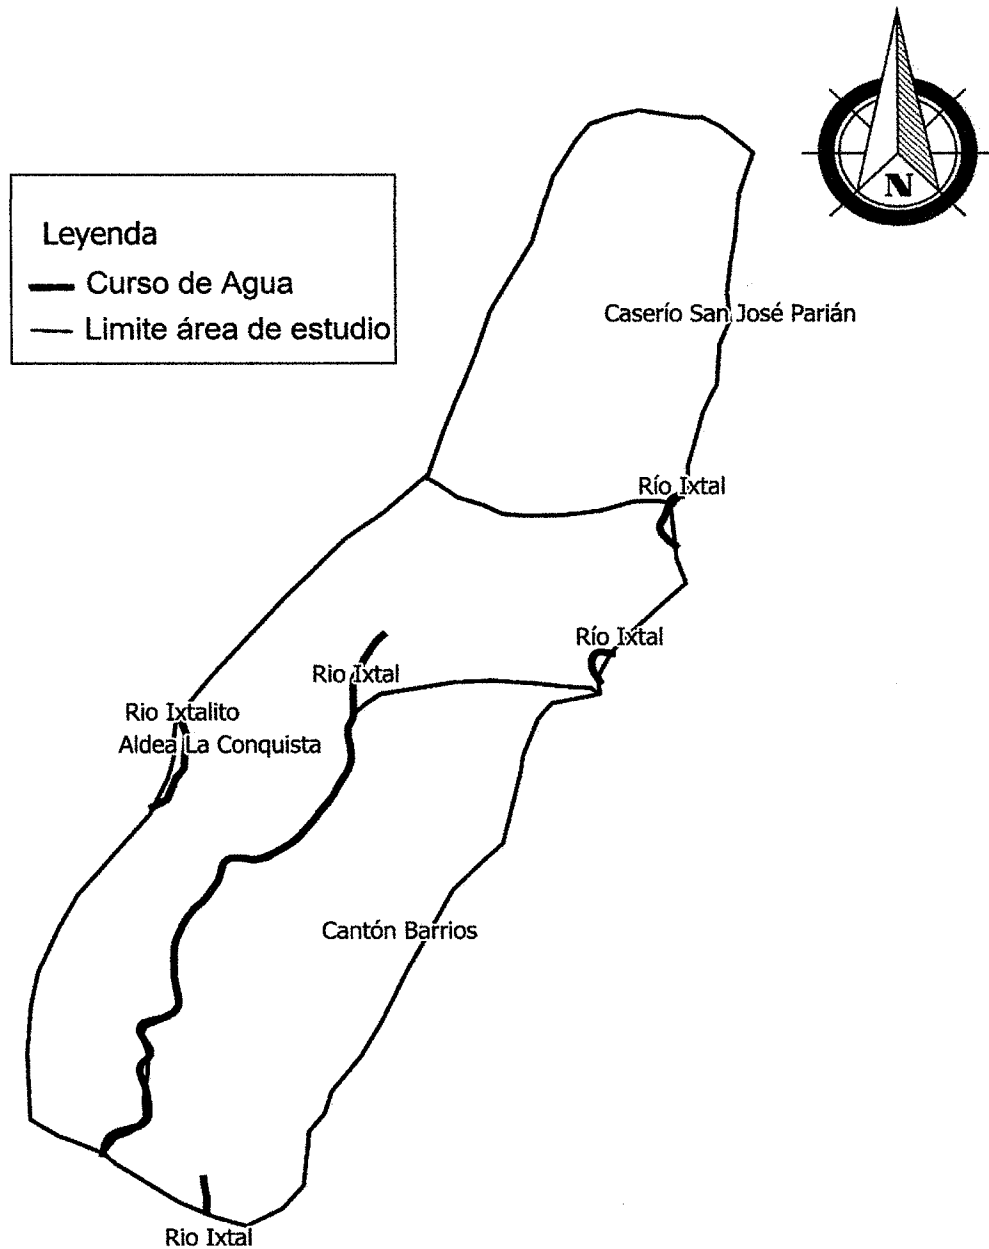 N
Leyenda
Curso de Agua
Limite área de estudio
Caserío San José Parián
Río Ixtal
Río Ixtal
Rio Ixtal
Rio Ixtalito
Aldea La Conquista
Cantón Barrios
Rio Ixtal